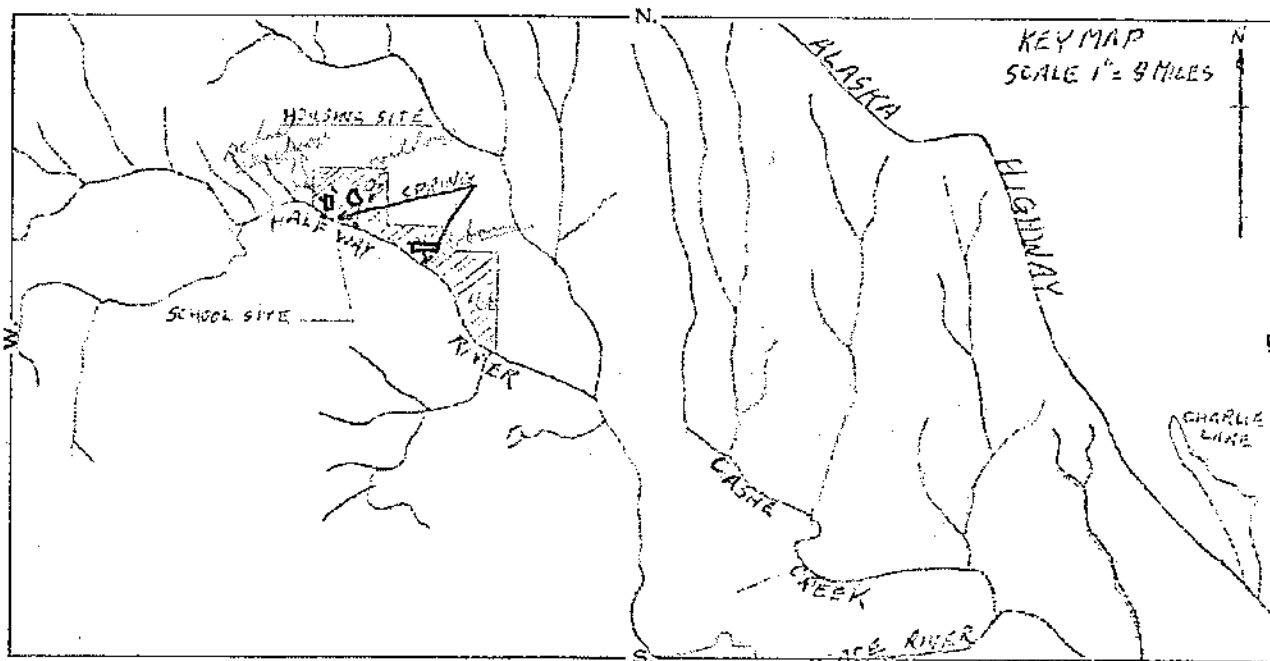 N.
KEY MAP
SCALE 1" = 8 MILES
N
ALASKA
HIGHWAY
HOUSING SITE
SPRING
HALF WAY
RIVER
SCHOOL SITE
W.
CHARLIE
LAKE
CASHE
CREEK
RIVER
S